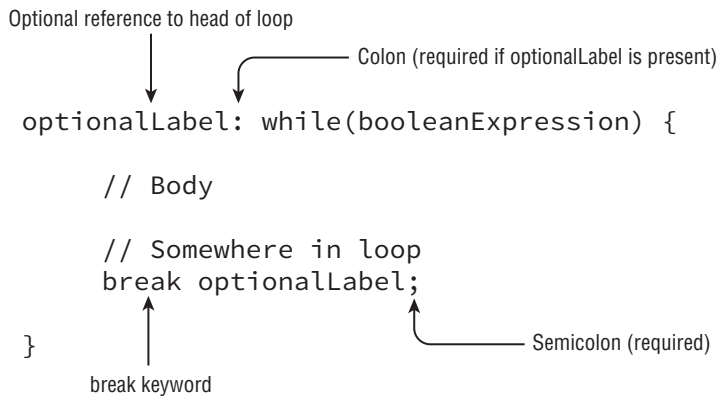 Optional reference to head of loop
Colon (required if optionalLabel is present)
optionalLabel: while(booleanExpression) {
// Body
// Somewhere in loop
break optionalLabel;
}
Semicolon (required)
break keyword